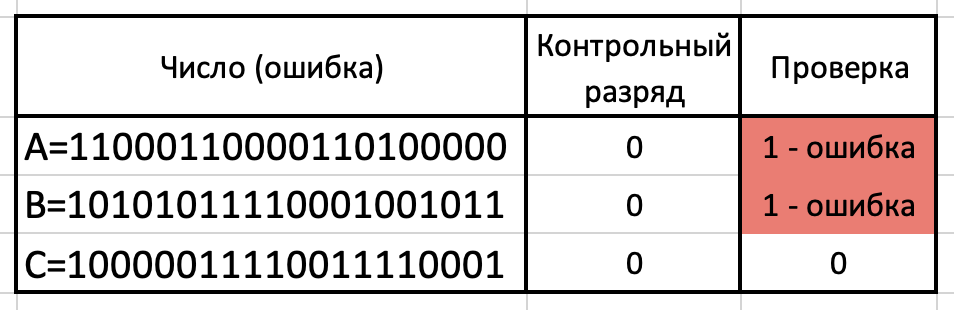 Число (ошибка)
Контрольный
разряд
Проверка
A=11000110000110100000
0
1 - ошибка
B=10101011110001001011
0
1 - ошибка
C=10000011110011110001
0
0